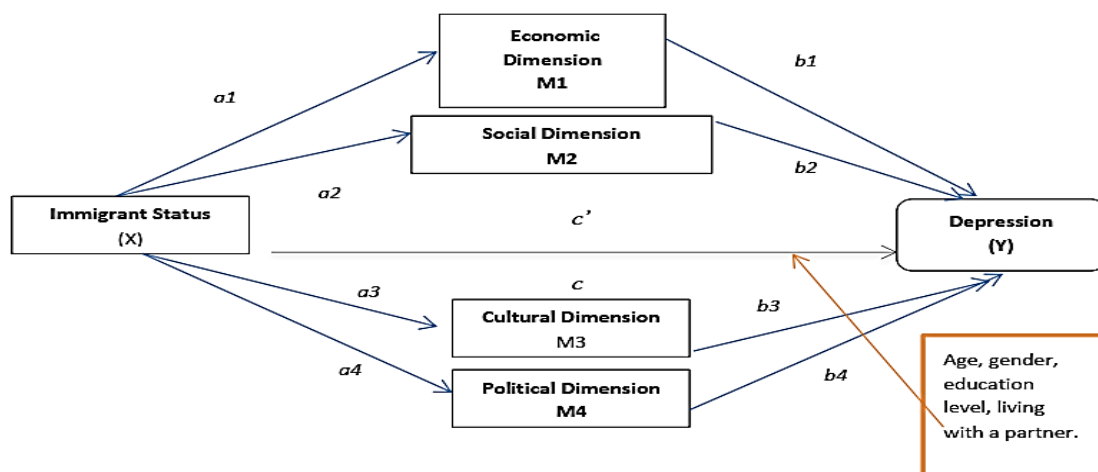 Economic
Dimension
M1
b1
a1
Social Dimension
M2
b2
a2
Immigrant Status
(X)
c’
Depression
(Y)
c
a3
Cultural Dimension
M3
b3
a4
Political Dimension
M4
b4
Age, gender,
education
level, living
with a partner.